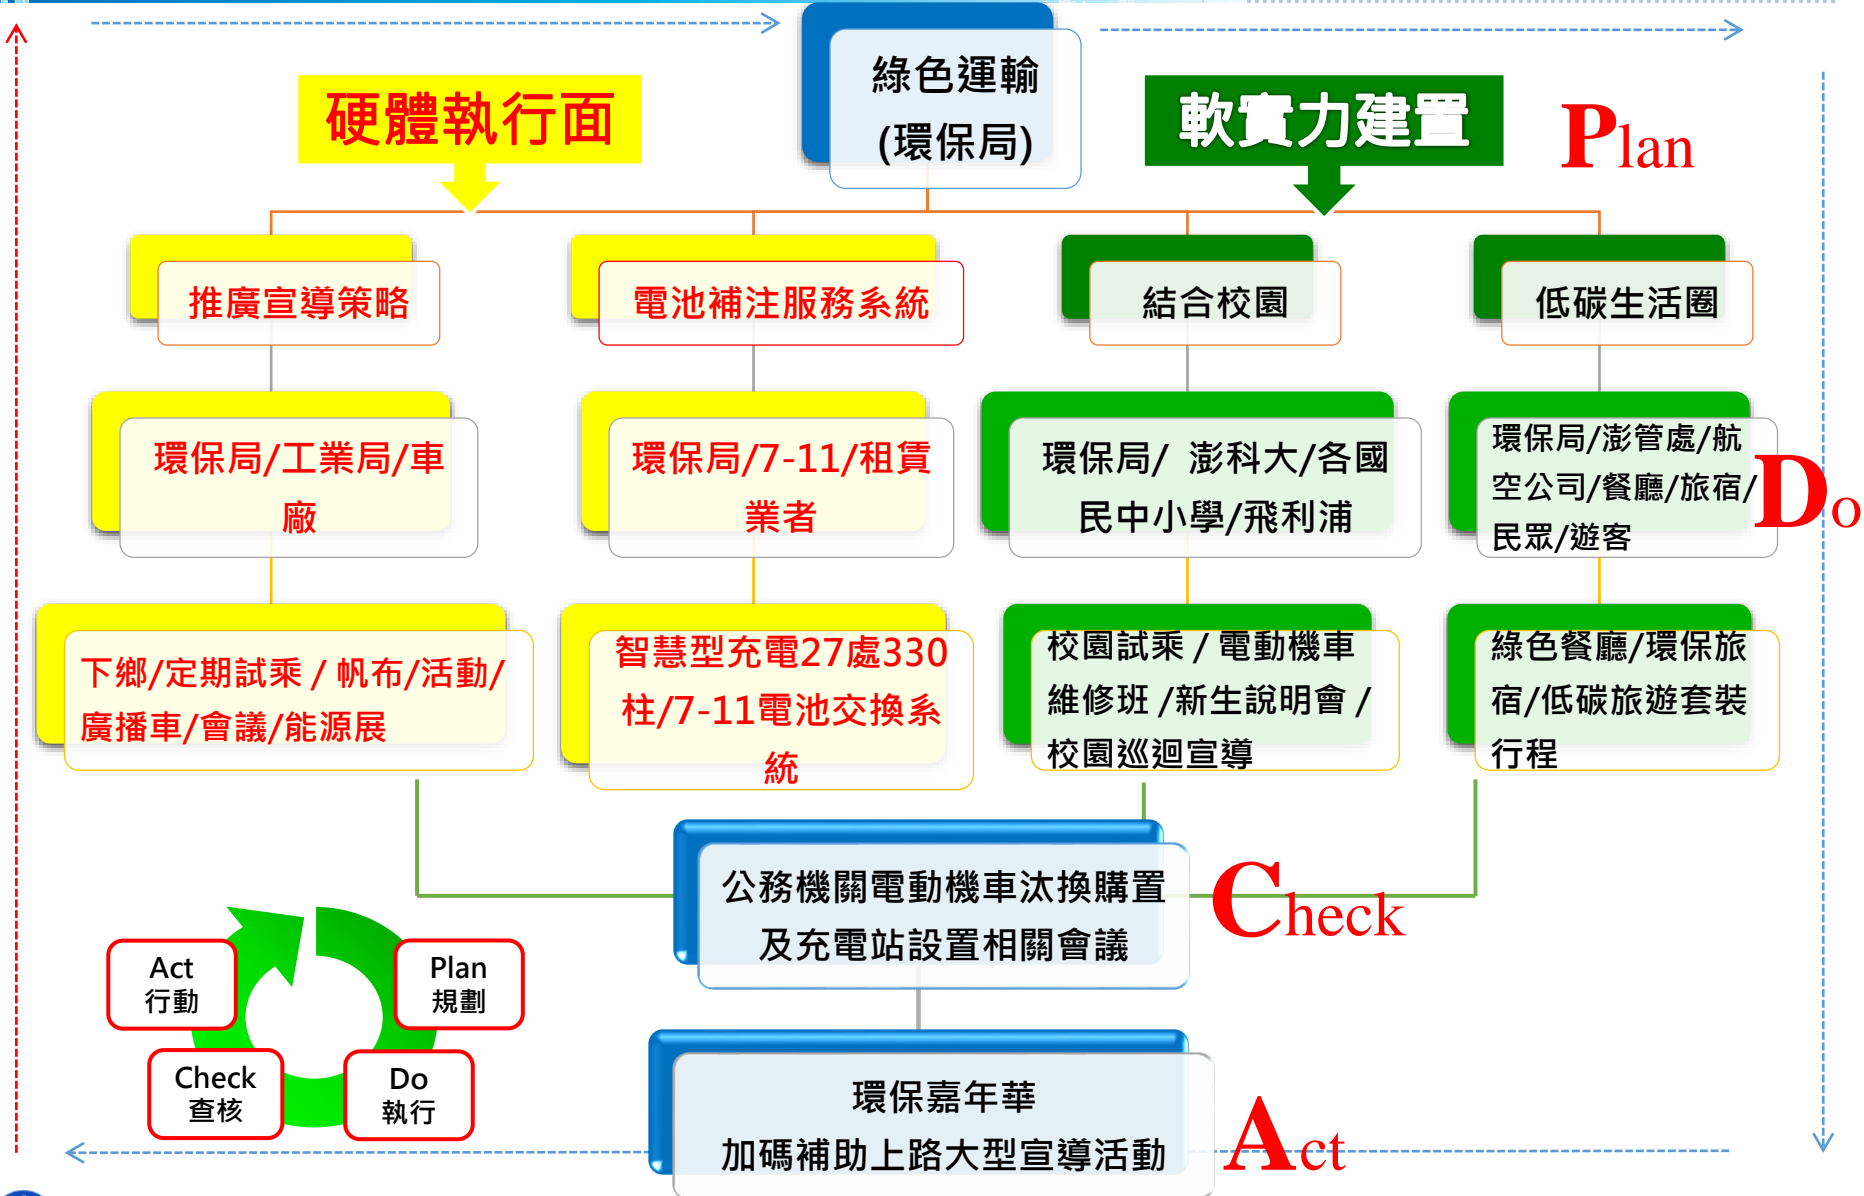 綠色運輸
(環保局)
硬體執行面
軟實力建置
Plan
推廣宣導策略
電池補注服務系統
結合校園
低碳生活圈
環保局/工業局/車
廠
環保局/7-11/租賃
業者
環保局/ 澎科大/各國
民中小學/飛利浦
環保局/澎管處/航
空公司/餐廳/旅宿/
民眾/遊客
Do
下鄉/定期試乘 / 帆布/活動/
廣播車/會議/能源展
智慧型充電27處330
柱/7-11電池交換系
統
校園試乘 / 電動機車
維修班 /新生說明會 /
校園巡迴宣導
綠色餐廳/環保旅
宿/低碳旅遊套裝
行程
公務機關電動機車汰換購置
及充電站設置相關會議
Check
Act
行動
Plan
規劃
Check
查核
Do
執行
環保嘉年華
加碼補助上路大型宣導活動
Act